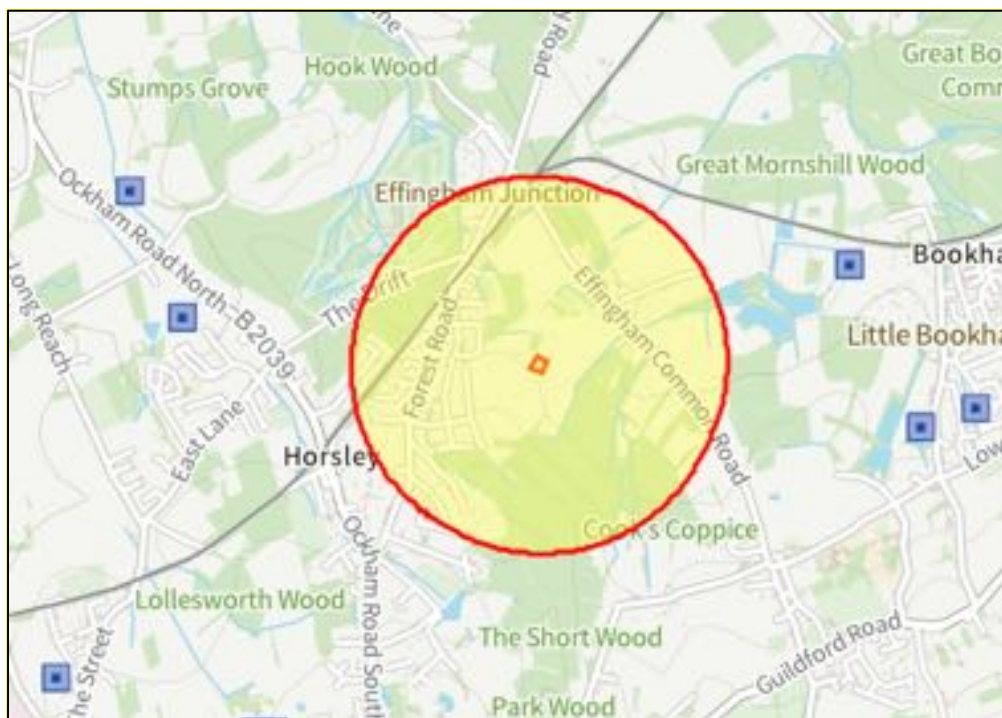 ne
N Road
Hook Wood
Great Bo
Comm
Stumps Grove
Great Mornshill Wood
Ockham Road North-B2039
Effingham Junction
Bookha
Long Reach
The Drift
Effingham Common Road
Forest Road
Little Bookha
East Lane
Horsley
Low
Cook's Coppice
Ockham Road South
Lollesworth Wood
The Short Wood
Guildford Road
The Street
Park Wood